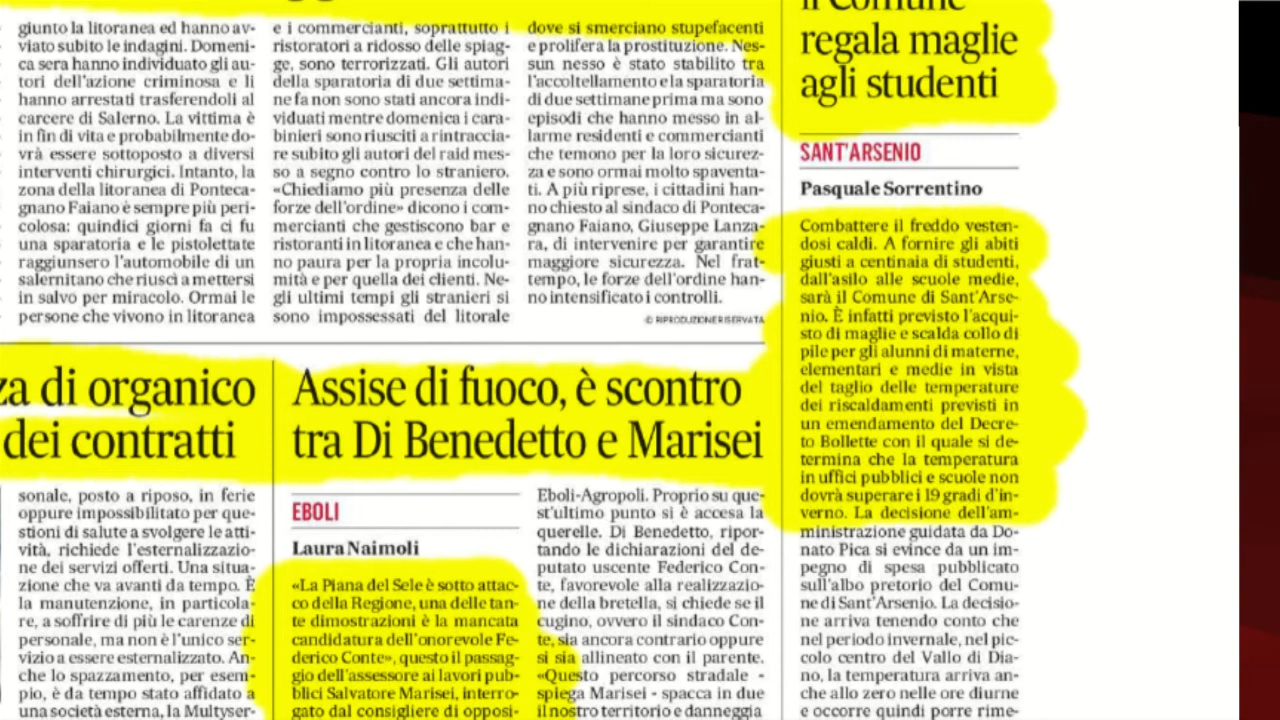 giunto la litoranea ed hanno av-
viato subito le indagini. Domeni-
ca sera hanno individuato gli au-
tori dell'azione criminosa e li
hanno arrestati trasferendoli al
carcere di Salerno. La vittima è
in fin di vita e probabilmente do-
vrà essere sottoposto a diversi
interventi chirurgici. Intanto, la
zona della litoranea di Ponteca-
gnano Faiano è sempre più peri-
colosa: quindici giorni fa ci fu
una sparatoria e le pistolettate
raggiunsero l'automobile di un
salernitano che riuscì a mettersi
in salvo per miracolo. Ormai le
persone che vivono in litoranea
e i commercianti, soprattutto i
ristoratori a ridosso delle spiag-
ge, sono terrorizzati. Gli autori
della sparatoria di due settima-
ne fa non sono stati ancora indi-
viduati mentre domenica i cara-
binieri sono riusciti a rintraccia-
re subito gli autori del raid mes-
so a segno contro lo straniero.
«Chiediamo più presenza delle
forze dell'ordine» dicono i com-
mercianti che gestiscono bar e
ristoranti in litoranea e che han-
no paura per la propria incolu-
mità e per quella dei clienti. Ne-
gli ultimi tempi gli stranieri si
sono impossessati del litorale
dove si smerciano stupefacenti
e prolifera la prostituzione. Nes-
sun nesso è stato stabilito tra
l'accoltellamento e la sparatoria
di due settimane prima ma sono
episodi che hanno messo in al-
larme residenti e commercianti
che temono per la loro sicurez-
za e sono ormai molto spaventa-
ti. A più riprese, i cittadini han-
no chiesto al sindaco di Ponteca-
gnano Faiano, Giuseppe Lanza-
ra, di intervenire per garantire
maggiore sicurezza. Nel frat-
tempo, le forze dell'ordine han-
no intensificato i controlli.
© RIPRODUZIONE RISERVATA
il Comune
regala maglie
agli studenti
SANT'ARSENIO
Pasquale Sorrentino
Combattere il freddo vesten-
dosi caldi. A fornire gli abiti
giusti a centinaia di studenti,
dall'asilo alle scuole medie,
sarà il Comune di Sant'Arse-
nio. È infatti previsto l'acqui-
sto di maglie e scalda collo di
pile per gli alunni di materne,
elementari e medie in vista
del taglio delle temperature
dei riscaldamenti previsti in
un emendamento del Decre-
to Bollette con il quale si de-
termina che la temperatura
in uffici pubblici e scuole non
dovrà superare i 19 gradi d'in-
verno. La decisione dell'am-
ministrazione guidata da Do-
nato Pica si evince da un im-
pegno di spesa pubblicato
sull'albo pretorio del Comu-
ne di Sant'Arsenio. La decisio-
ne arriva tenendo conto che
nel periodo invernale, nel pic-
colo centro del Vallo di Dia-
no, la temperatura arriva an-
che allo zero nelle ore diurne
e occorre quindi porre rime-
za di organico
dei contratti
sonale, posto a riposo, in ferie
oppure impossibilitato per que-
stioni di salute a svolgere le atti-
vità, richiede l'esternalizzazio-
ne dei servizi offerti. Una situa-
zione che va avanti da tempo. È
la manutenzione, in particola-
re, a soffrire di più le carenze di
personale, ma non è l'unico ser-
vizio a essere esternalizzato. An-
che lo spazzamento, per esem-
pio, è da tempo stato affidato a
una società esterna, la Multyser-
Assise di fuoco, è scontro
tra Di Benedetto e Marisei
EBOLI
Laura Naimoli
«La Piana del Sele è sotto attac-
co della Regione, una delle tan-
te dimostrazioni è la mancata
candidatura dell'onorevole Fe-
derico Conte», questo il passag-
gio dell'assessore ai lavori pub-
blici Salvatore Marisei, interro-
gato dal consigliere di opposi-
Eboli-Agropoli. Proprio su que-
st'ultimo punto si è accesa la
querelle. Di Benedetto, ripor-
tando le dichiarazioni del de-
putato uscente Federico Con-
te, favorevole alla realizzazio-
ne della bretella, si chiede se il
cugino, ovvero il sindaco Con-
te, sia ancora contrario oppure
si sia allineato con il parente.
«Questo percorso stradale -
spiega Marisei - spacca in due
il nostro territorio e danneggia